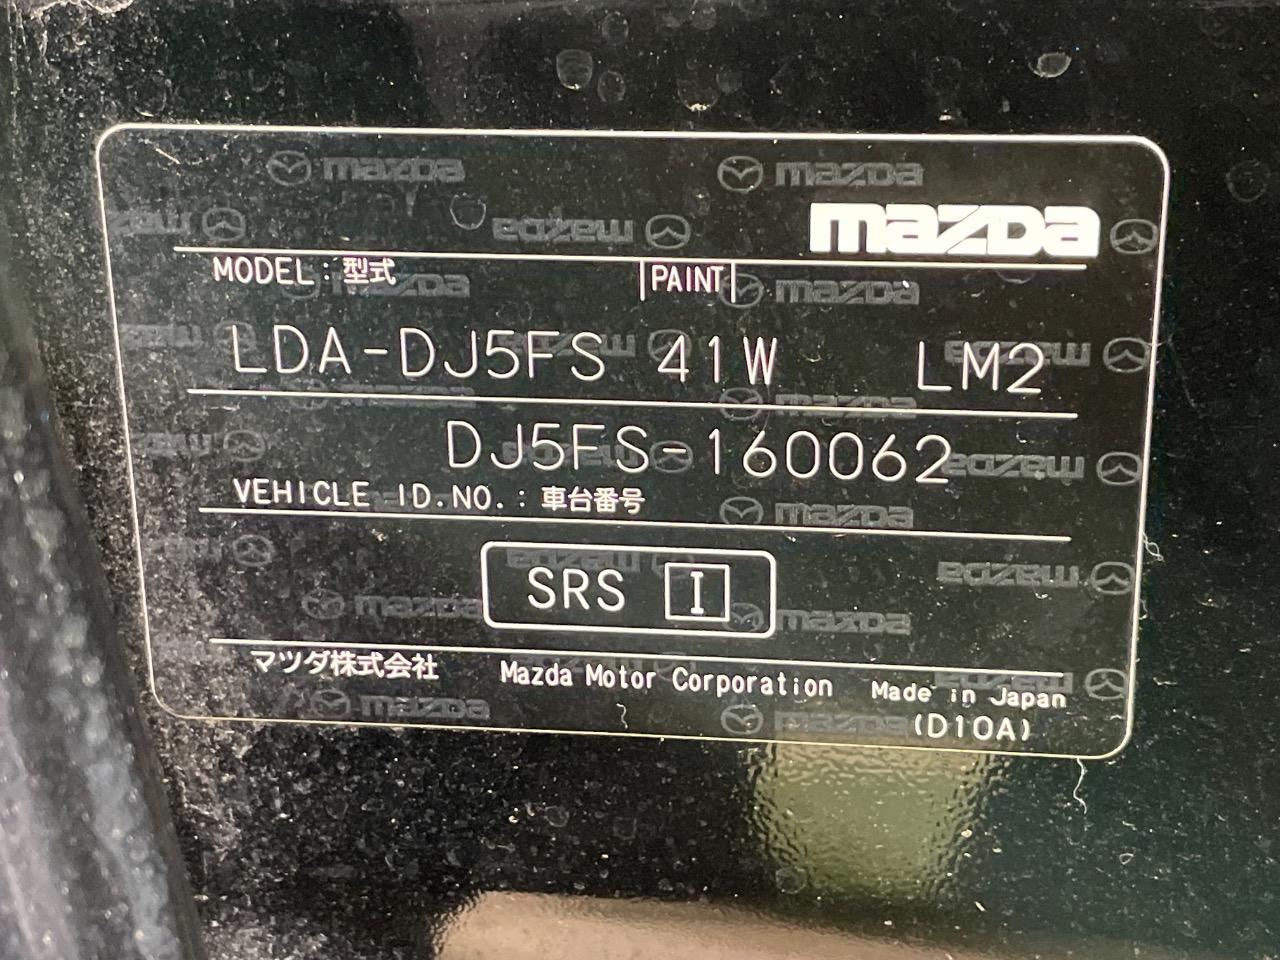 mazda
MODEL:型式 PAINT
LDA-DJ5FS 41W LM2
DJ5FS-160062
VEHICLE ID.NO.:車台番号
SRS I
マツダ株式会社 Mazda Motor Corporation Made in Japan
(D10A)